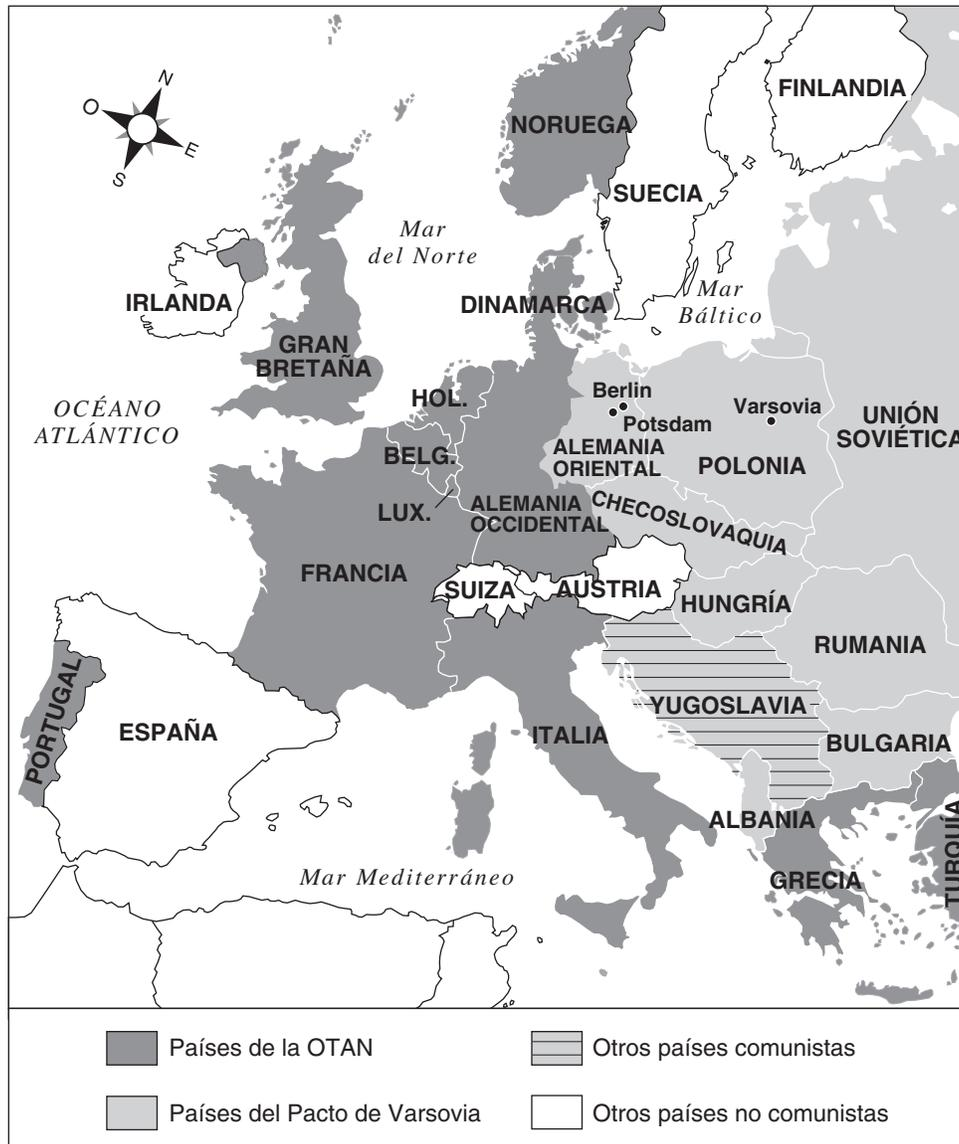 N
O
E
S
FINLANDIA
NORUEGA
SUECIA
Mar
del Norte
IRLANDA
DINAMARCA
Mar
Báltico
GRAN
BRETAÑA
HOL.
Berlin
Potsdam
Varsovia
OCÉANO
ATLÁNTICO
UNIÓN
SOVIÉTICA
BELG.
ALEMANIA
ORIENTAL
POLONIA
LUX.
ALEMANIA
OCCIDENTAL
CHECOSLOVAQUIA
FRANCIA
SUIZA
AUSTRIA
HUNGRÍA
RUMANIA
PORTUGAL
ESPAÑA
YUGOSLAVIA
ITALIA
BULGARIA
ALBANIA
TURQUÍA
Mar Mediterráneo
GRECIA
Países de la OTAN
Otros países comunistas
Países del Pacto de Varsovia
Otros países no comunistas